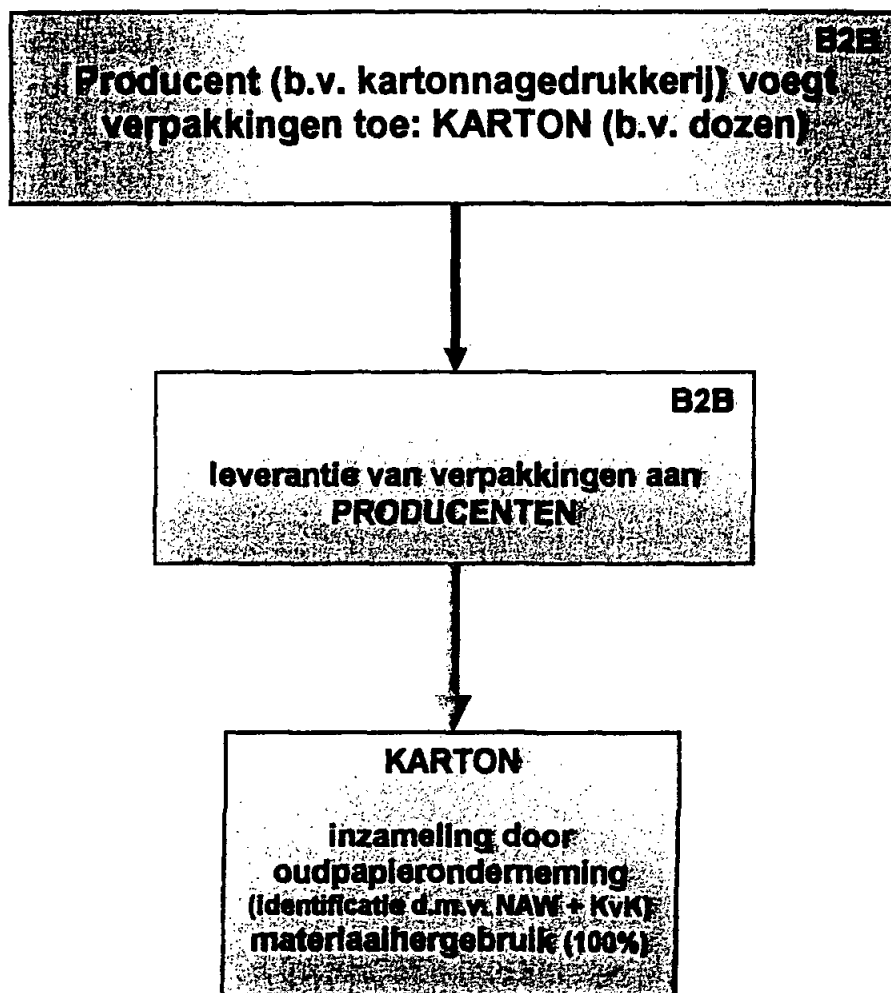 B2B
Producent (b.v. kartonnagedrukkerij) voegt
verpakkingen toe: KARTON (b.v. dozen)
B2B
leverantie van verpakkingen aan
PRODUCENTEN
KARTON
inzameling door
oudpapieronderneming
(identificatie d.m.v. NAW + KvK)
materiaalhergebruik (100%)